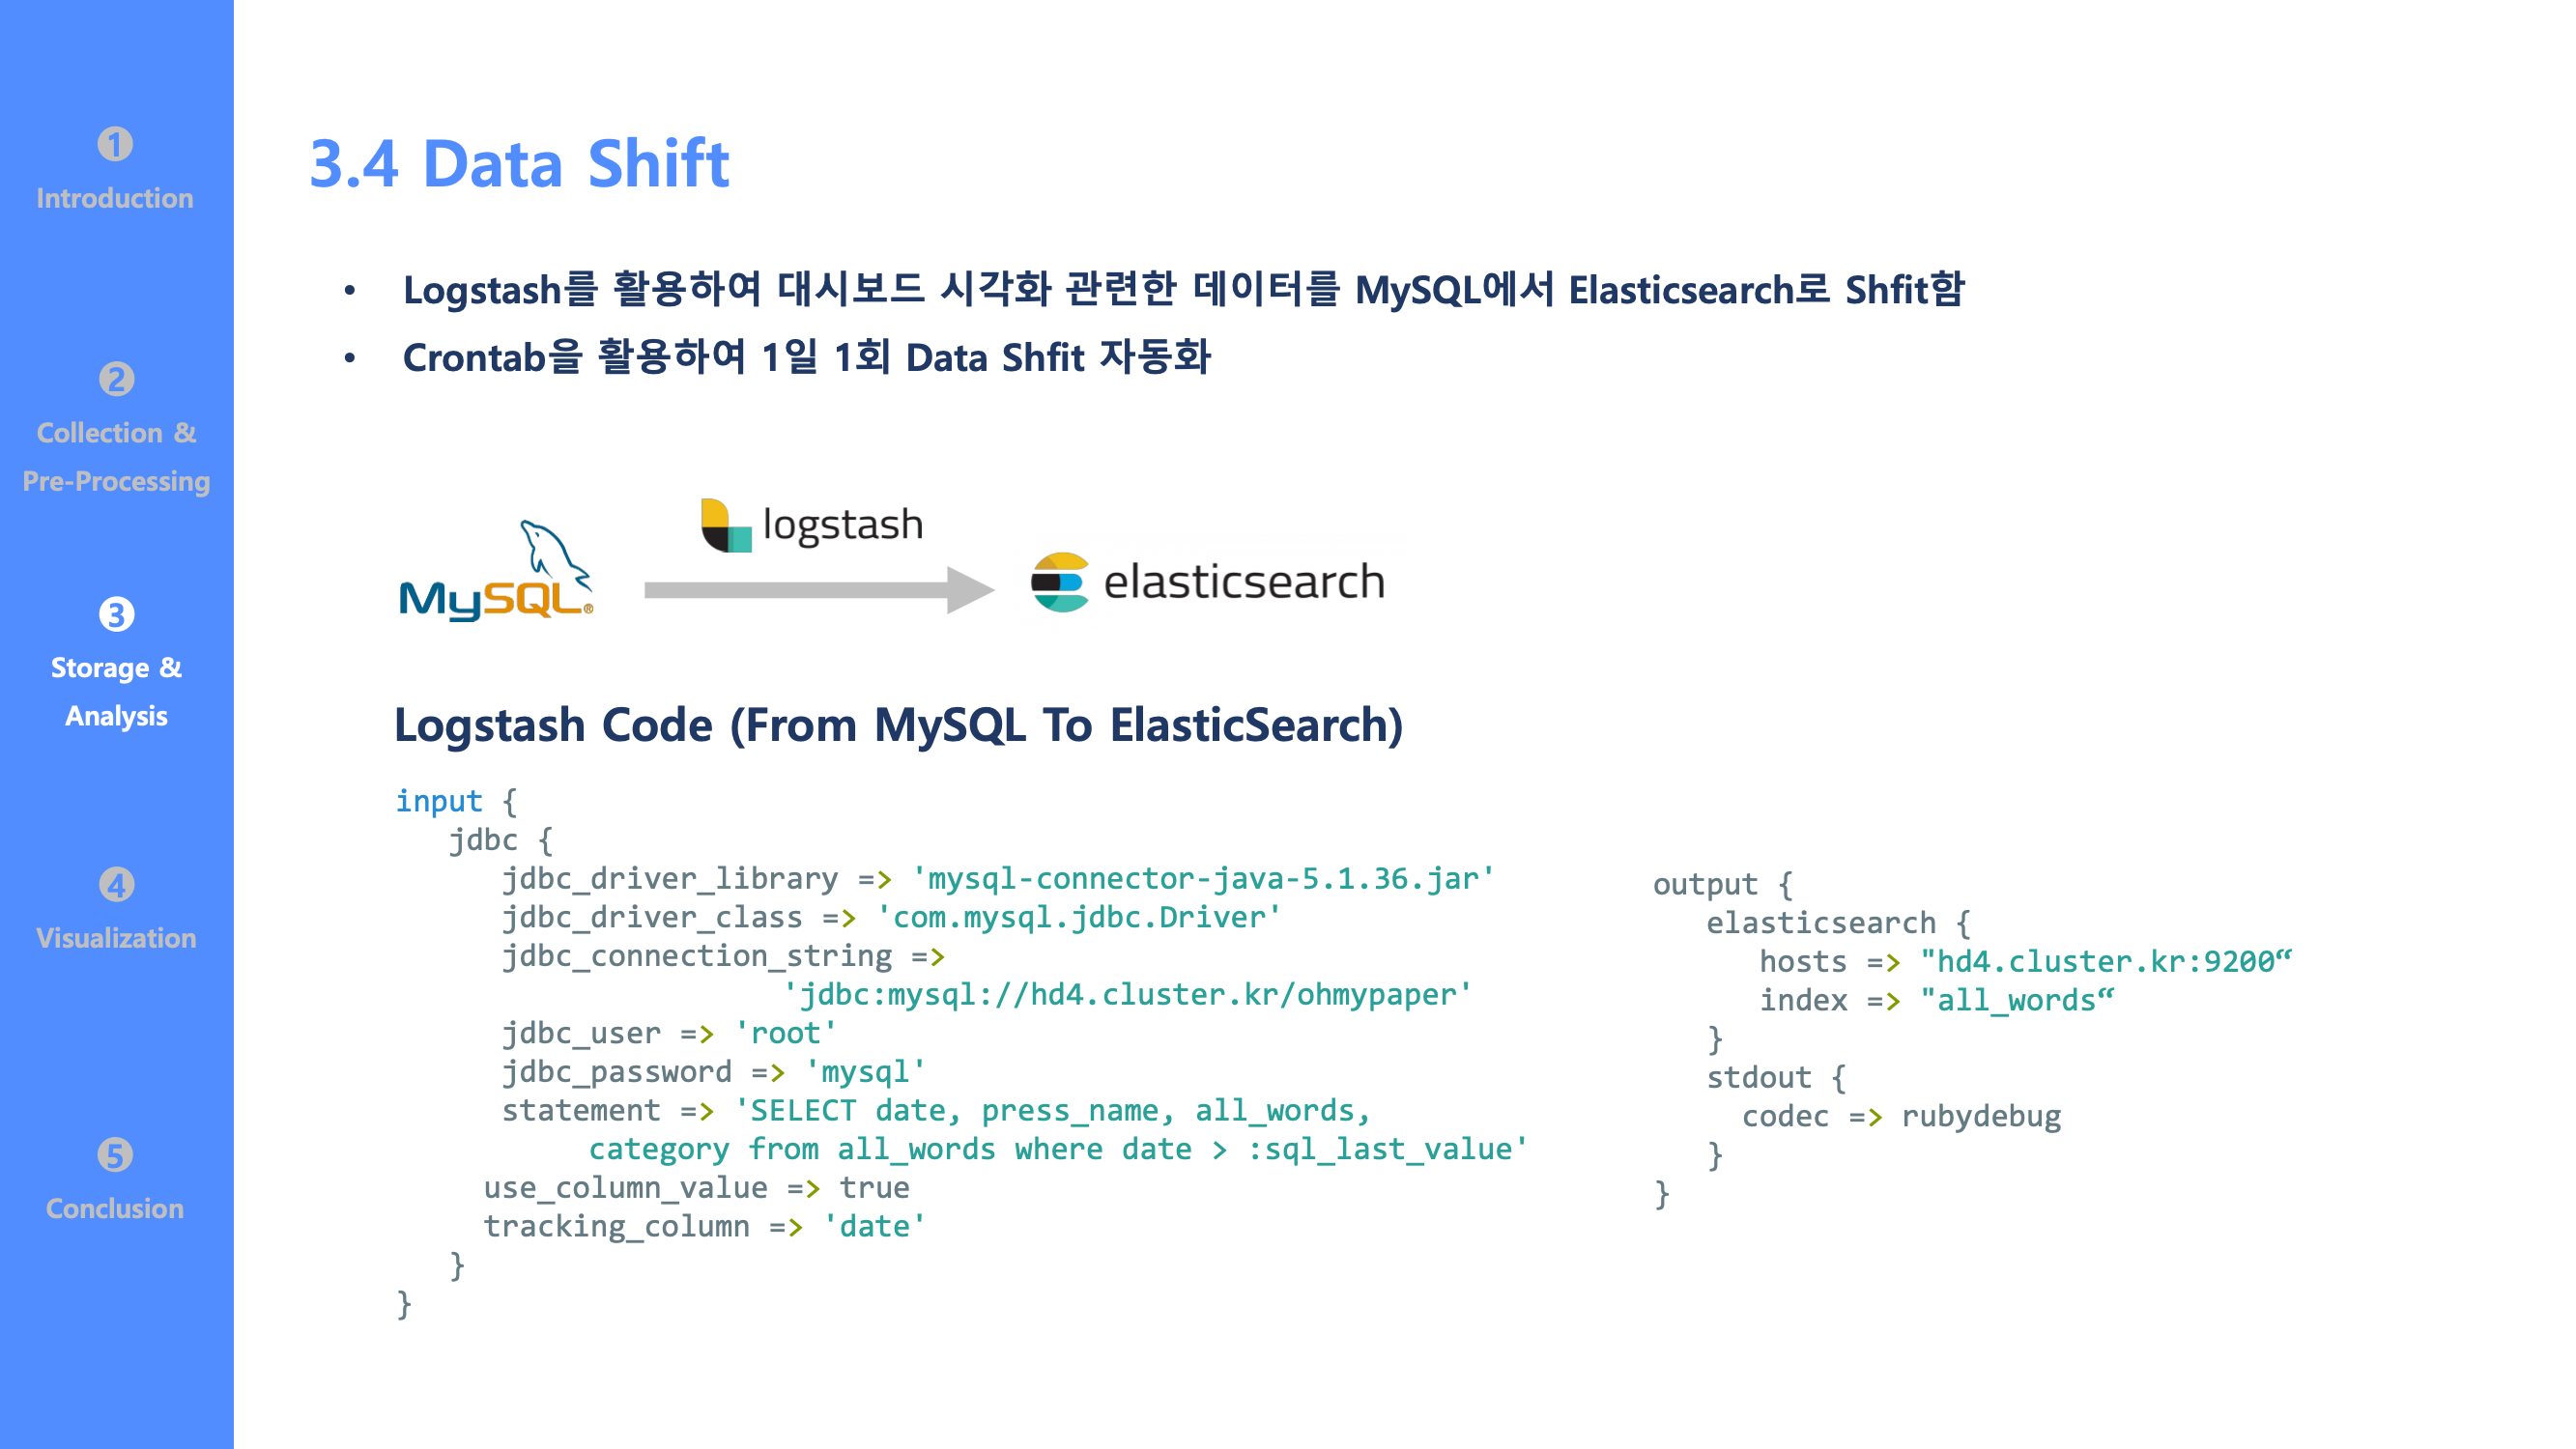 ❶
Introduction
❷
Collection &
Pre-Processing
❸
Storage &
Analysis
❹
Visualization
❺
Conclusion
3.4 Data Shift
• Logstash를 활용하여 대시보드 시각화 관련한 데이터를 MySQL에서 Elasticsearch로 Shfit함
• Crontab을 활용하여 1일 1회 Data Shfit 자동화
MySQL®
logstash
elasticsearch
Logstash Code (From MySQL To ElasticSearch)
input {
jdbc {
jdbc_driver_library => 'mysql-connector-java-5.1.36.jar'
jdbc_driver_class => 'com.mysql.jdbc.Driver'
jdbc_connection_string =>
'jdbc:mysql://hd4.cluster.kr/ohmypaper'
jdbc_user => 'root'
jdbc_password => 'mysql'
statement => 'SELECT date, press_name, all_words,
category from all_words where date > :sql_last_value'
use_column_value => true
tracking_column => 'date'
}
}
output {
elasticsearch {
hosts => "hd4.cluster.kr:9200“
index => "all_words“
}
stdout {
codec => rubydebug
}
}